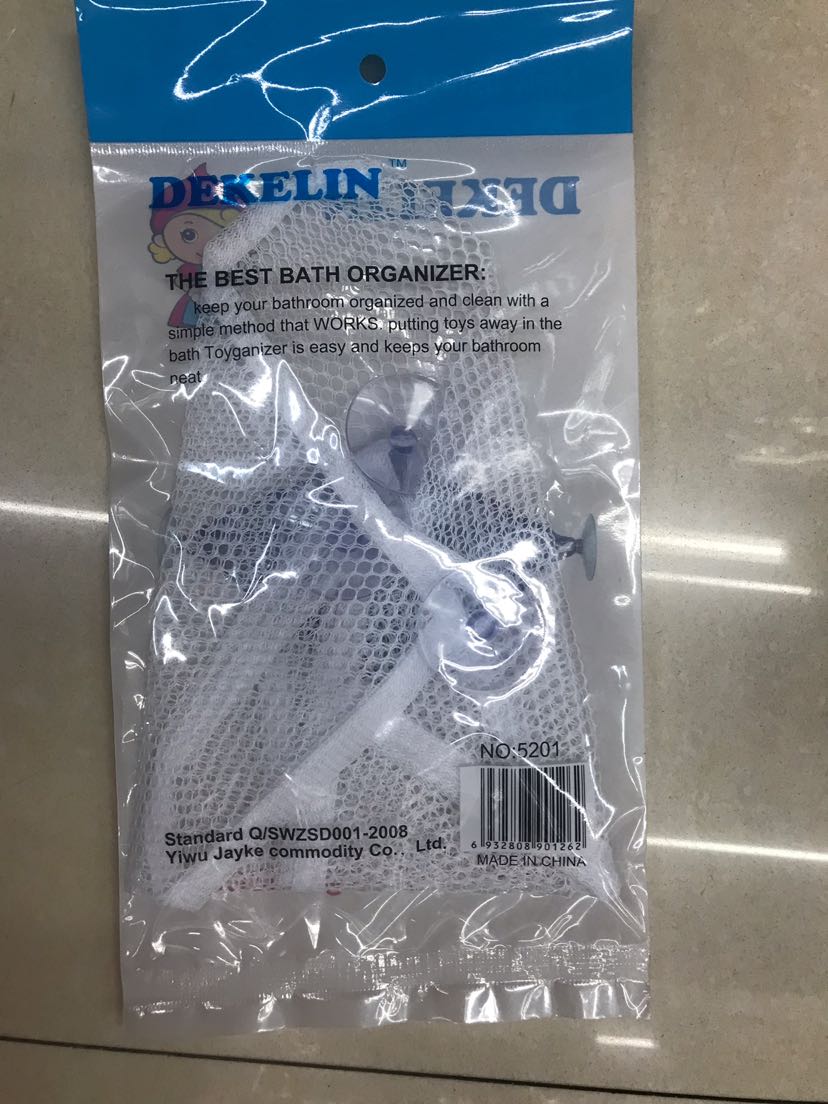 DEKELIN™
THE BEST BATH ORGANIZER:
keep your bathroom organized and clean with a
simple method that WORKS. putting toys away in the
bath Toyganizer is easy and keeps your bathroom
neat
NO:5201
6 932808 901262
MADE IN CHINA
Standard Q/SWZSD001-2008
Yiwu Jayke commodity Co., Ltd.